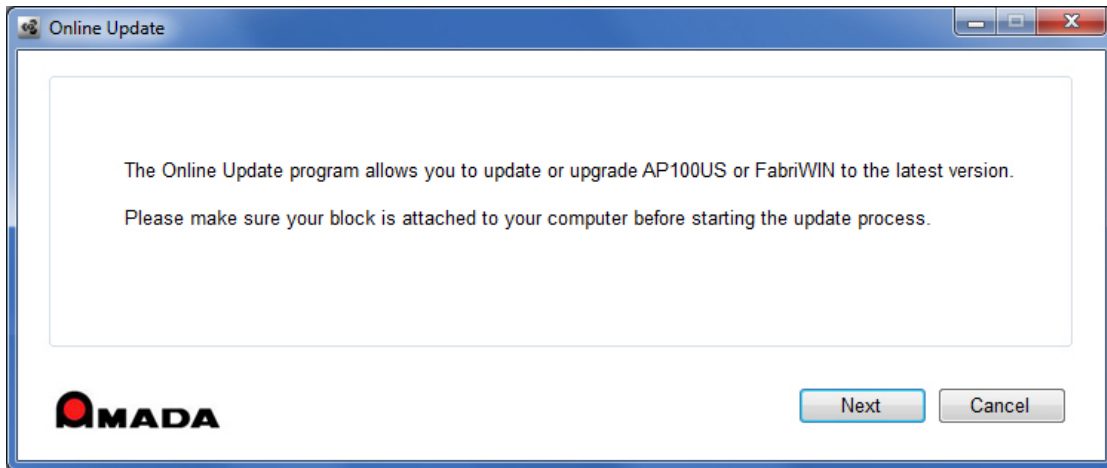 Online Update
The Online Update program allows you to update or upgrade AP100US or FabriWIN to the latest version.
Please make sure your block is attached to your computer before starting the update process.
AMADA
Next
Cancel